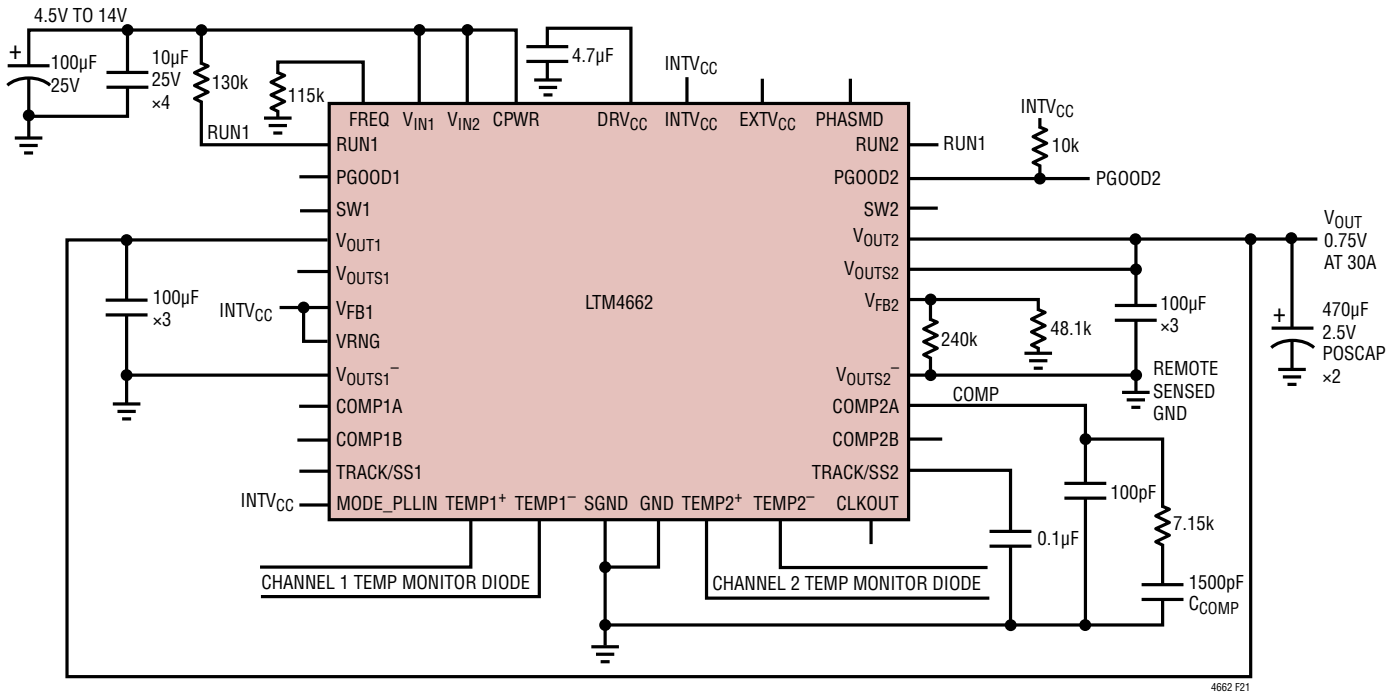 4.5V TO 14V
+
100µF
25V
10µF
25V
×4
130k
115k
4.7µF
INTVCC
INTVCC
10k
RUN1
FREQ VIN1 VIN2 CPWR DRVCC INTVCC EXTVCC PHASMD
RUN1
RUN2
RUN1
PGOOD1
PGOOD2
PGOOD2
SW1
SW2
VOUT1
VOUT2
VOUT
0.75V
AT 30A
VOUTS1
VOUTS2
100µF
×3
INTVCC
VFB1
LTM4662
VFB2
240k
48.1k
100µF
×3
+
470µF
2.5V
POSCAP
×2
VRNG
VOUTS1–
VOUTS2–
REMOTE
SENSED
GND
COMP1A
COMP2A
COMP
COMP1B
COMP2B
TRACK/SS1
TRACK/SS2
INTVCC
MODE_PLLIN TEMP1+ TEMP1– SGND GND TEMP2+ TEMP2– CLKOUT
100pF
7.15k
0.1µF
1500pF
CCOMP
CHANNEL 1 TEMP MONITOR DIODE
CHANNEL 2 TEMP MONITOR DIODE
4662 F21